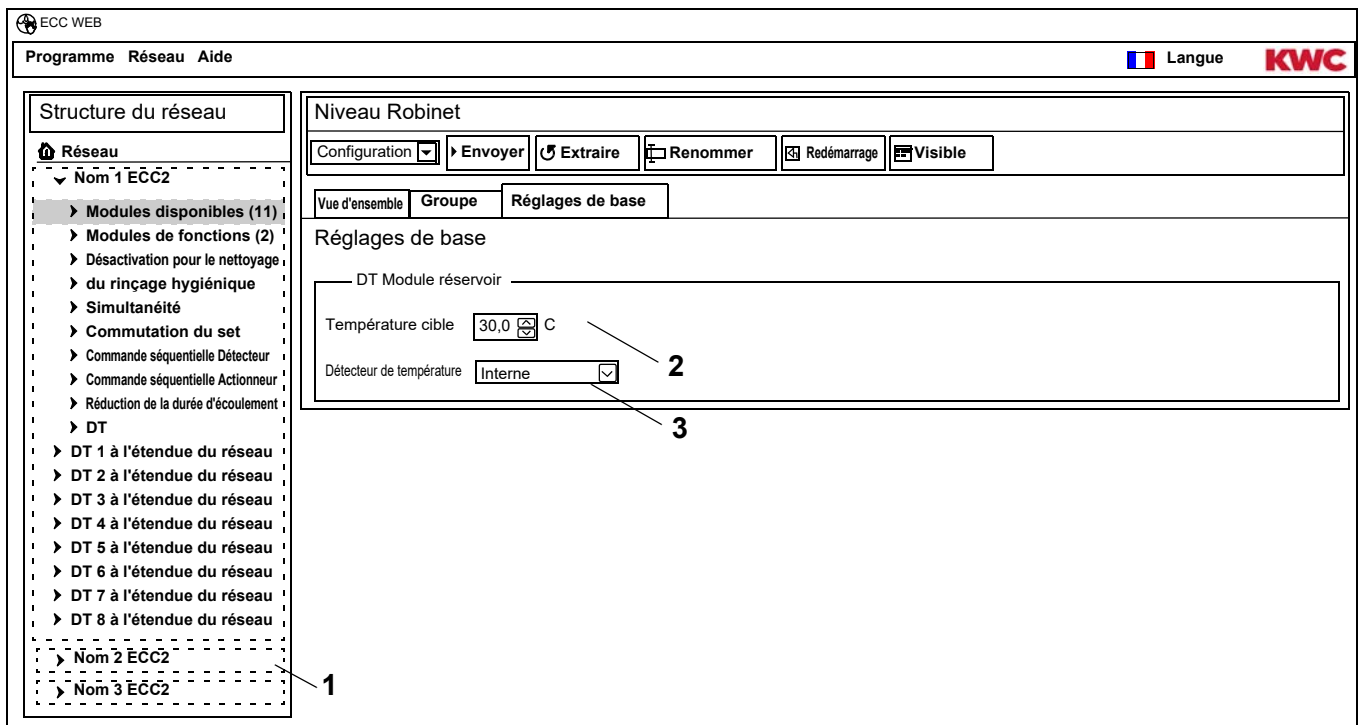 ECC WEB
Programme Réseau Aide
Langue
KWC
Structure du réseau
Réseau
Nom 1 ECC2
Modules disponibles (11)
Modules de fonctions (2)
Désactivation pour le nettoyage
du rinçage hygiénique
Simultanéité
Commutation du set
Commande séquentielle Détecteur
Commande séquentielle Actionneur
Réduction de la durée d'écoulement
DT
DT 1 à l'étendue du réseau
DT 2 à l'étendue du réseau
DT 3 à l'étendue du réseau
DT 4 à l'étendue du réseau
DT 5 à l'étendue du réseau
DT 6 à l'étendue du réseau
DT 7 à l'étendue du réseau
DT 8 à l'étendue du réseau
Nom 2 ECC2
Nom 3 ECC2
1
Niveau Robinet
Configuration Envoyer Extraire Renommer Redémarrage Visible
Vue d'ensemble Groupe Réglages de base
Réglages de base
DT Module réservoir
Température cible 30,0 C
2
Détecteur de température Interne
3